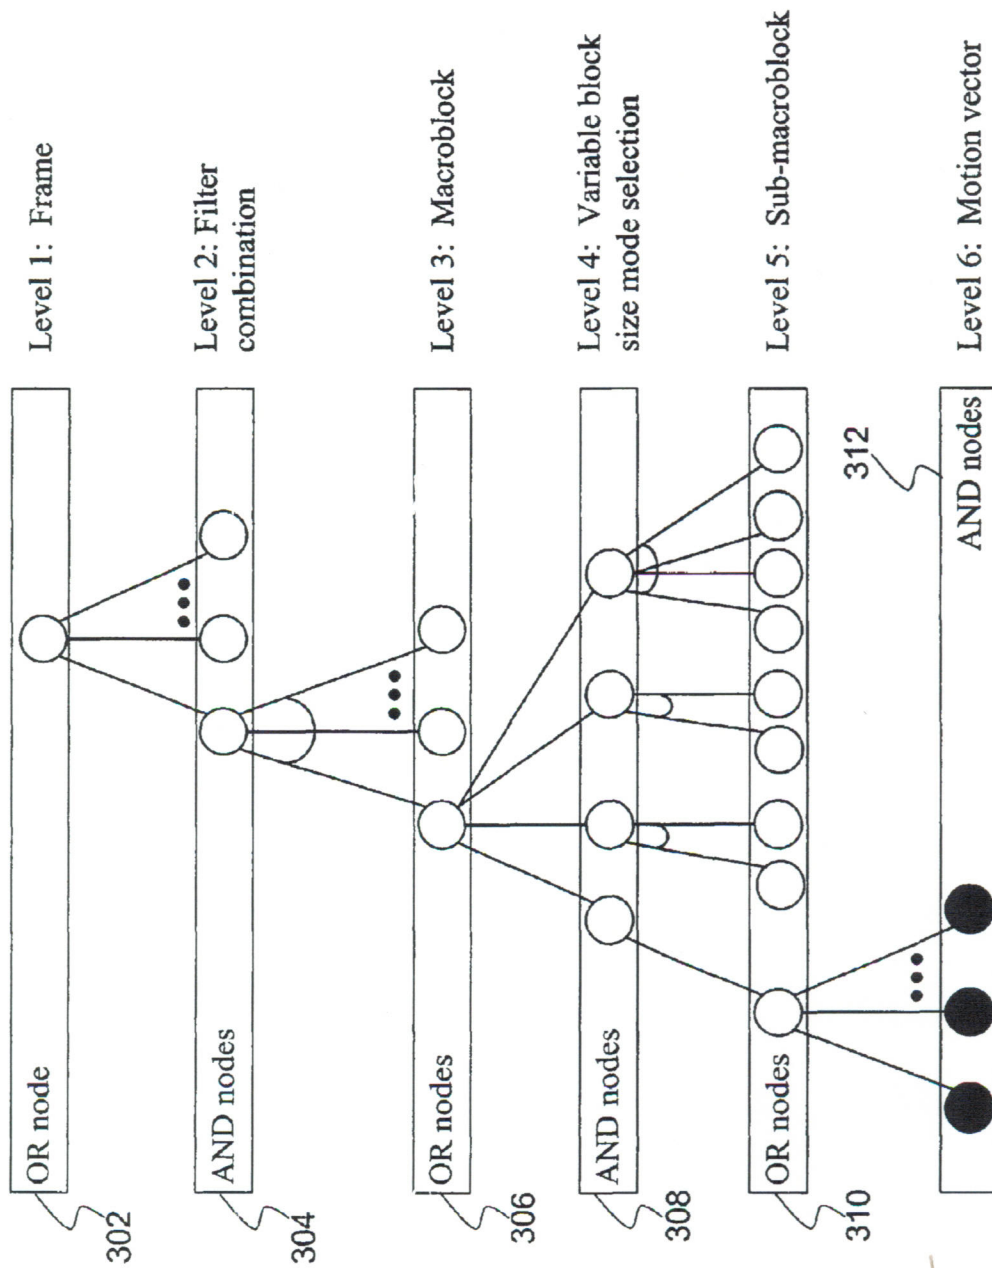 OR node
Level 1: Frame
302
AND nodes
Level 2: Filter
combination
304
OR nodes
Level 3: Macroblock
306
AND nodes
Level 4: Variable block
size mode selection
308
OR nodes
Level 5: Sub-macroblock
310
312
AND nodes
Level 6: Motion vector